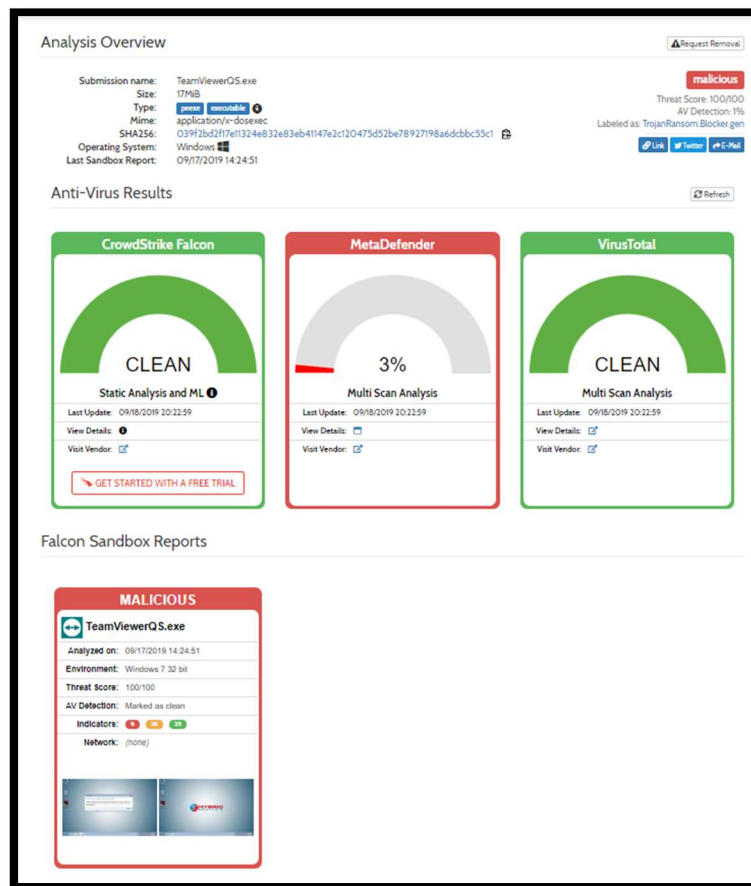 Analysis Overview
Request Removal
Submission name: TeamViewerQS.exe
Size: 17MiB
Type: peexe executable
Mime: application/x-dosexec
SHA256: 039f2bd2f17e11324e832e83eb41147e2c120475d52be78927198a6dcbbc55c1
Operating System: Windows
Last Sandbox Report: 09/17/2019 14:24:51
malicious
Threat Score: 100/100
AV Detection: 1%
Labeled as: TrojanRansom.Blocker.gen
Link Twitter E-Mail
Anti-Virus Results
Refresh
CrowdStrike Falcon
CLEAN
Static Analysis and ML
Last Update: 09/18/2019 20:22:59
View Details:
Visit Vendor:
GET STARTED WITH A FREE TRIAL
MetaDefender
3%
Multi Scan Analysis
Last Update: 09/18/2019 20:22:59
View Details:
Visit Vendor:
VirusTotal
CLEAN
Multi Scan Analysis
Last Update: 09/18/2019 20:22:59
View Details:
Visit Vendor:
Falcon Sandbox Reports
MALICIOUS
TeamViewerQS.exe
Analyzed on: 09/17/2019 14:24:51
Environment: Windows 7 32 bit
Threat Score: 100/100
AV Detection: Marked as clean
Indicators:
Network: (none)
HYBRID